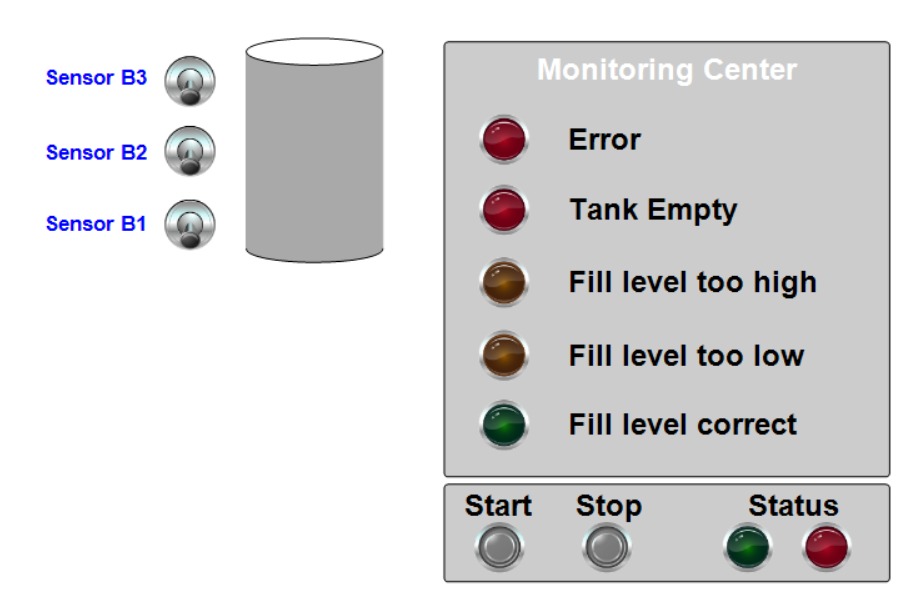 Sensor B3
Sensor B2
Sensor B1
Monitoring Center
Error
Tank Empty
Fill level too high
Fill level too low
Fill level correct
Start Stop Status